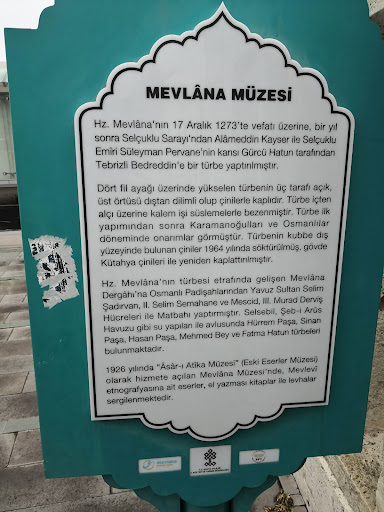 MEVLÂNA MÜZESİ
Hz. Mevlâna'nın 17 Aralık 1273'te vefatı üzerine, bir yıl
sonra Selçuklu Sarayı'ndan Alâmeddin Kayser ile Selçuklu
Emiri Süleyman Pervane'nin karısı Gürcü Hatun tarafından
Tebrizli Bedreddin'e bir türbe yaptırılmıştır.
Dört fil ayağı üzerinde yükselen türbenin üç tarafı açık,
üst örtüsü dıştan dilimli olup çinilerle kaplıdır. Türbe içten
alçı üzerine kalem işi süslemelerle bezenmiştir. Türbe ilk
yapımından sonra Karamanoğulları ve Osmanlılar
döneminde onarımlar görmüştür. Türbenin kubbe dış
yüzeyinde bulunan çiniler 1964 yılında söktürülmüş, gövde
Kütahya çinileri ile yeniden kaplattırılmıştır.
Hz. Mevlâna'nın türbesi etrafında gelişen Mevlâna
Dergâhı'na Osmanlı Padişahlarından Yavuz Sultan Selim
Şadırvan, II. Selim Semahane ve Mescid, III. Murad Derviş
Hücreleri ile Matbahı yaptırmıştır. Selsebil, Şeb-i Arûs
Havuzu gibi su yapıları ile avlusunda Hürrem Paşa, Sinan
Paşa, Hasan Paşa, Mehmed Bey ve Fatma Hatun türbeleri
bulunmaktadır.
1926 yılında "Âsâr-ı Atîka Müzesi" (Eski Eserler Müzesi)
olarak hizmete açılan Mevlâna Müzesi'nde, Mevlevî
etnografyasına ait eserler, el yazması kitaplar ile levhalar
sergilenmektedir.